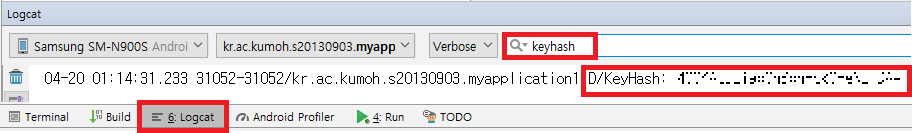 Logcat
Samsung SM-N900S Androi
kr.ac.kumoh.s20130903.myapp
Verbose
keyhash
04-20 01:14:31.233 31052-31052/kr.ac.kumoh.s20130903.myapplication1 D/KeyHash:
Terminal
Build
6: Logcat
Android Profiler
4: Run
TODO